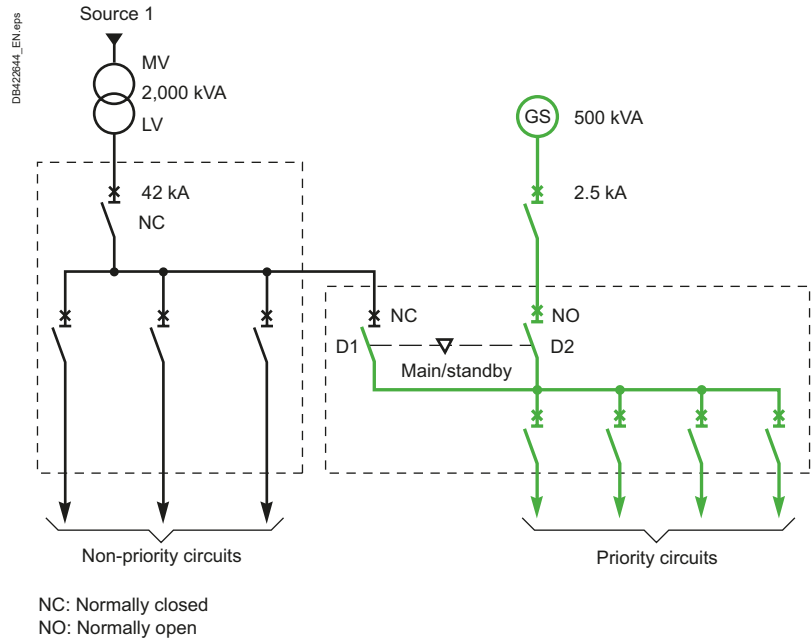 DB422644_EN.eps
Source 1
MV
2,000 kVA
LV
GS
500 kVA
42 kA
NC
2.5 kA
NC
NO
D1
D2
Main/standby
Non-priority circuits
Priority circuits
NC: Normally closed
NO: Normally open